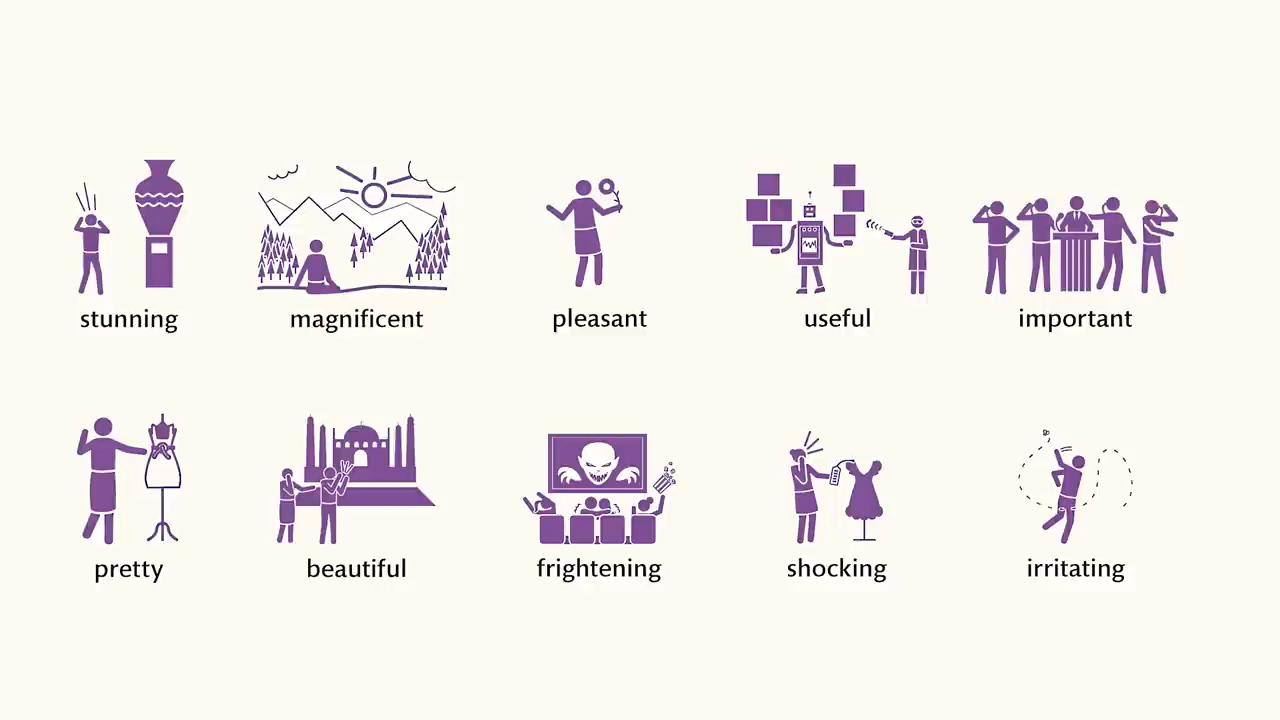 stunning
magnificent
pleasant
useful
important
pretty
beautiful
frightening
shocking
irritating